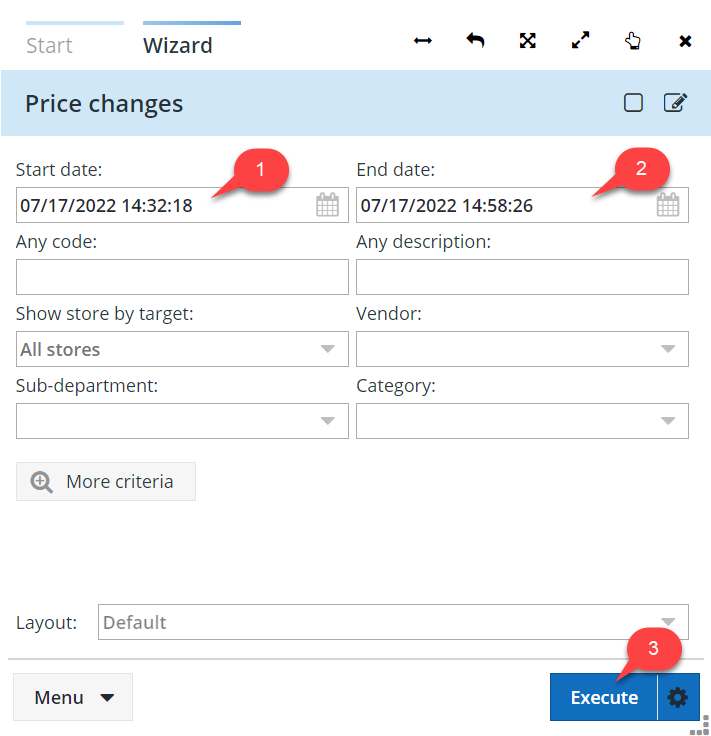 Start Wizard
Price changes
1
2
Start date: End date:
07/17/2022 14:32:18 07/17/2022 14:58:26
Any code: Any description:
Show store by target: Vendor:
All stores
Sub-department: Category:
More criteria
Layout: Default
3
Menu Execute